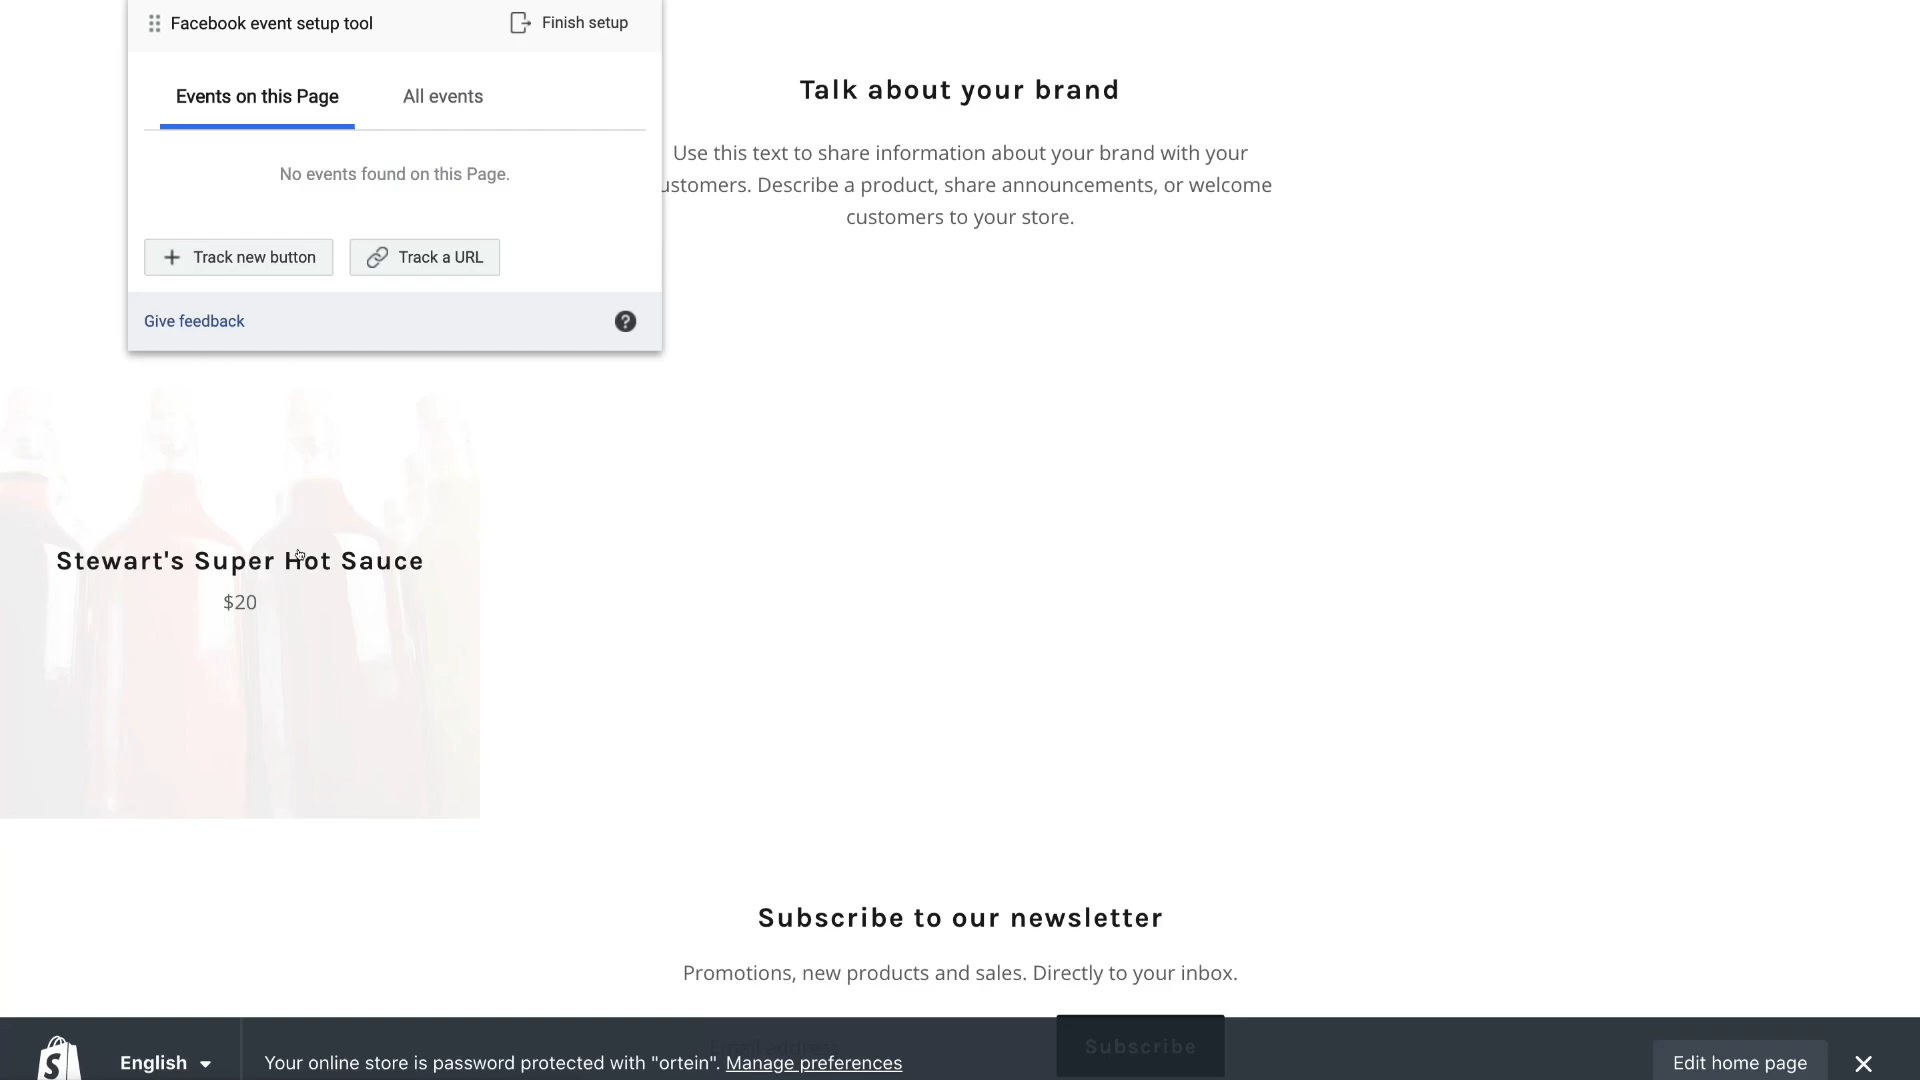 Facebook event setup tool
Finish setup
Events on this Page
All events
No events found on this Page.
Track new button
Track a URL
Give feedback
Talk about your brand
Use this text to share information about your brand with your
ustomers. Describe a product, share announcements, or welcome
customers to your store.
Stewart's Super Hot Sauce
$20
Subscribe to our newsletter
Promotions, new products and sales. Directly to your inbox.
Email address
Subscribe
English
Your online store is password protected with "ortein". Manage preferences
Edit home page